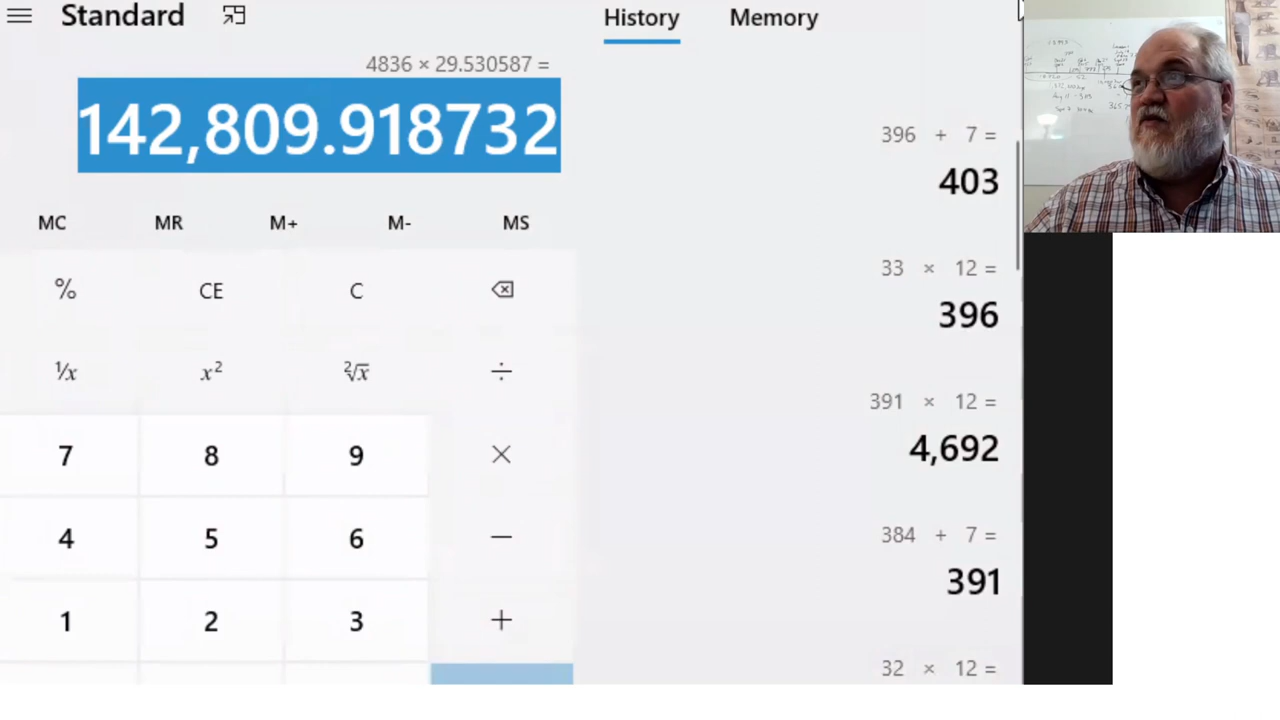 Standard
4836 × 29.530587 =
142,809.918732
MC MR M+ M- MS
% CE C
⅟x x² ²√x ÷
7 8 9 ×
4 5 6 −
1 2 3 +
History Memory
396 + 7 =
403
33 × 12 =
396
391 × 12 =
4,692
384 + 7 =
391
32 × 12 =